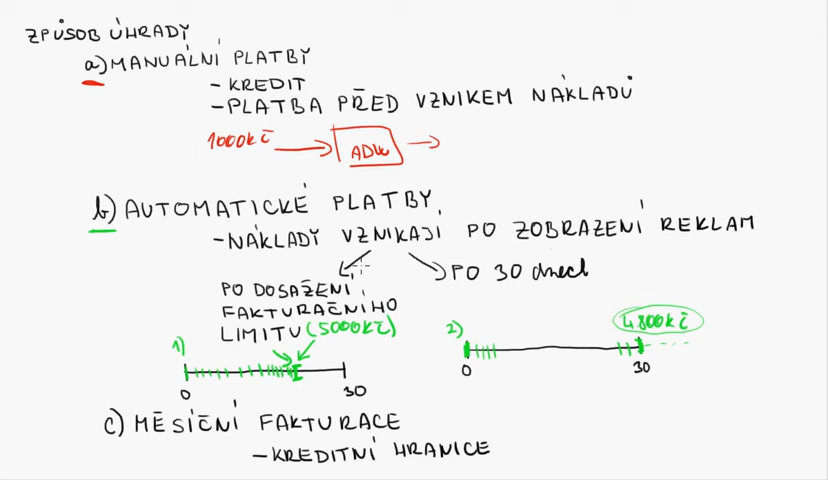 ZPŮSOB ÚHRADY
a) MANUÁLNÍ PLATBY
- KREDIT
- PLATBA PŘED VZNIKEM NÁKLADŮ
1000KČ
ADW
b) AUTOMATICKÉ PLATBY
- NÁKLADY VZNIKAJÍ PO ZOBRAZENÍ REKLAM
PO DOSAŽENÍ
FAKTURAČNÍHO
LIMITU (5000KČ)
PO 30 dnech
1)
0
30
2)
4800KČ
0
30
c) MĚSÍČNÍ FAKTURACE
- KREDITNÍ HRANICE